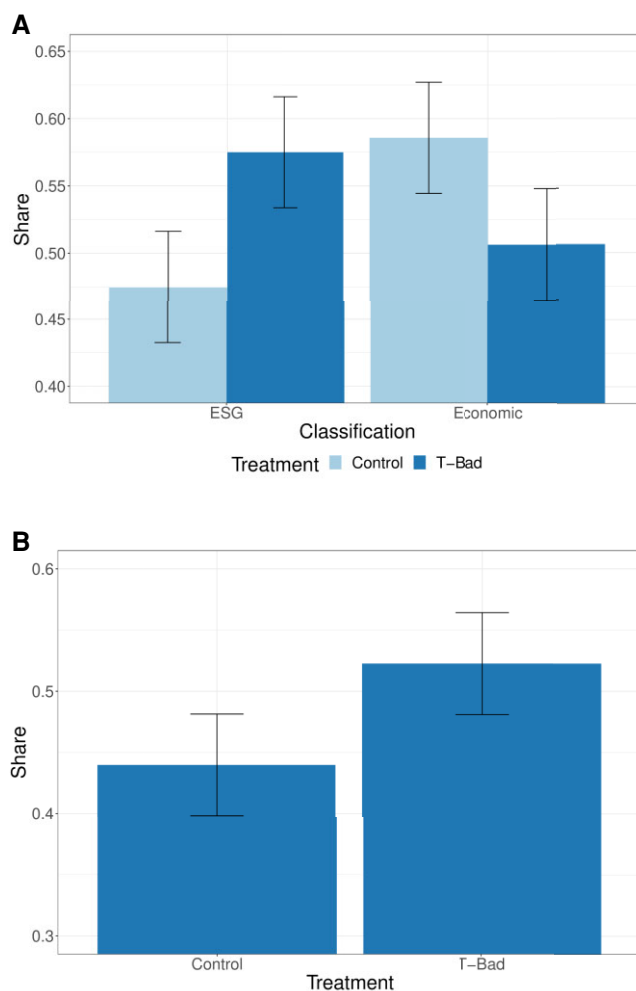 A
0.65
0.60
0.55
0.50
0.45
0.40
Share
ESG Economic
Classification
Treatment Control T−Bad
B
0.6
0.5
0.4
0.3
Share
Control T−Bad
Treatment